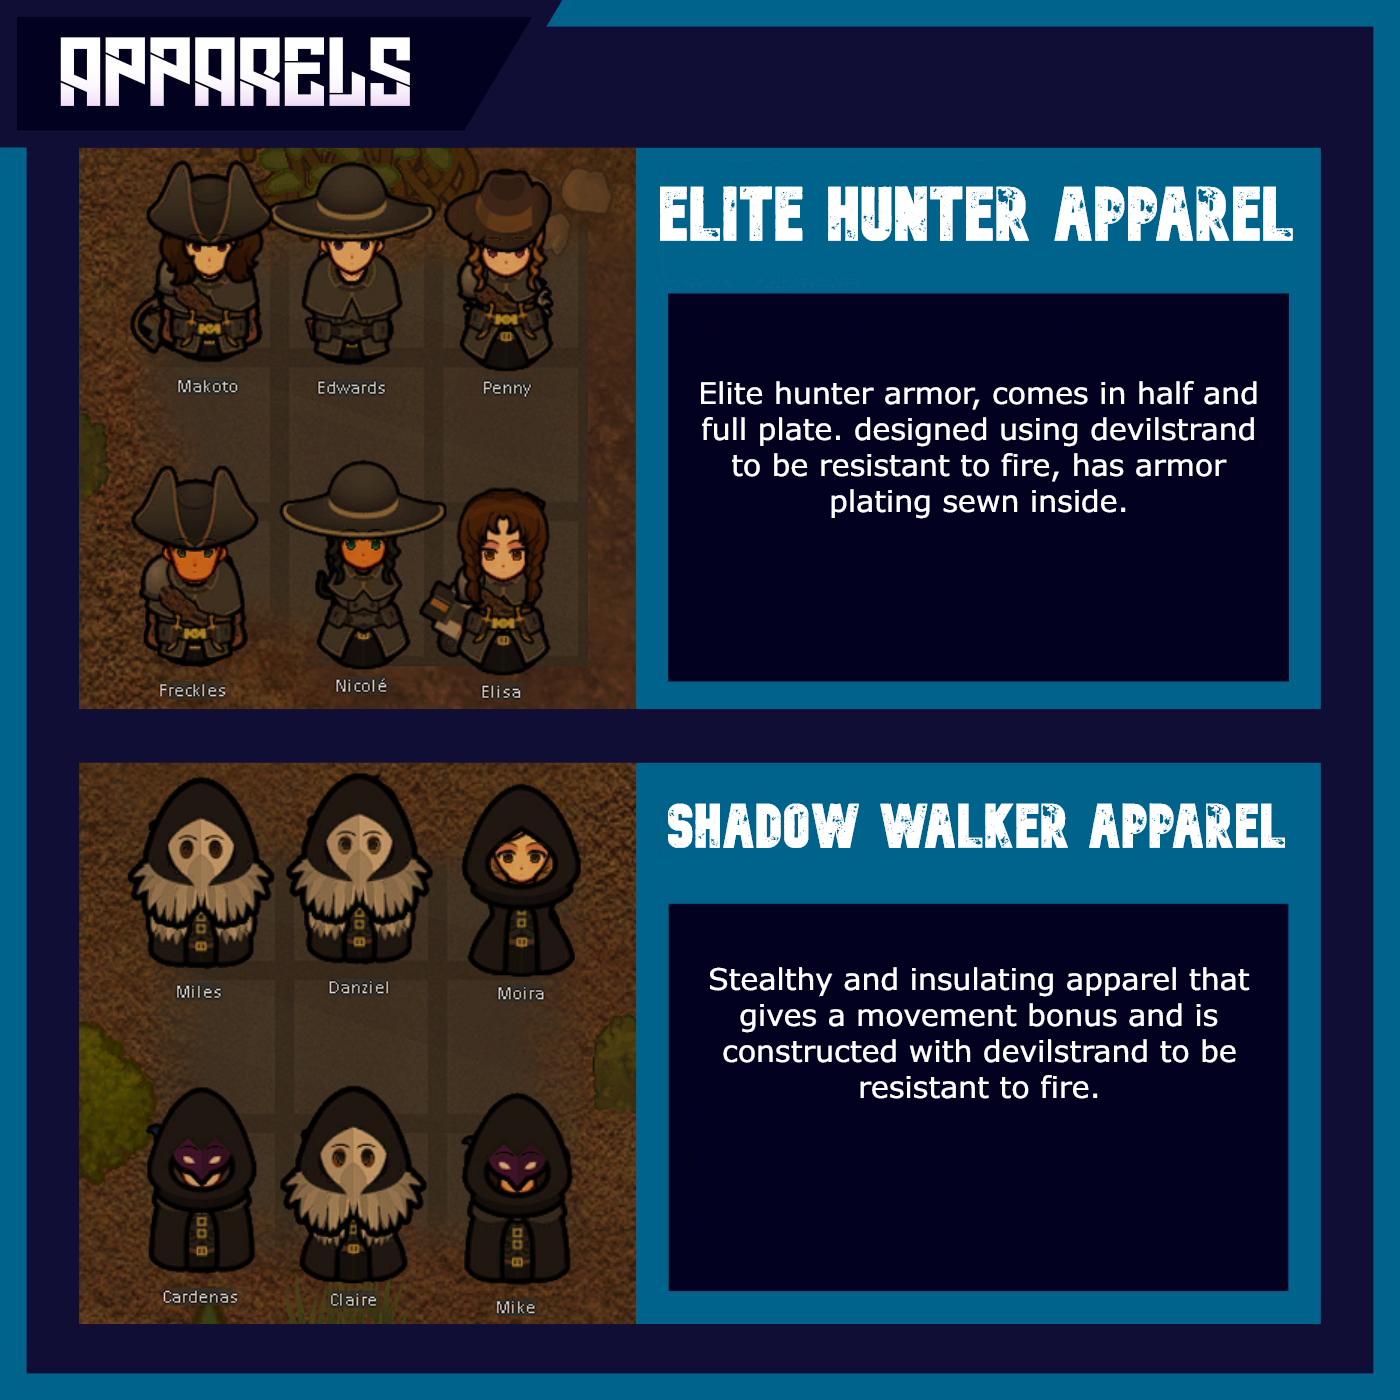 APPARELS
ELITE HUNTER APPAREL
Makoto
Edwards
Penny
Freckles
Nicolé
Elisa
Elite hunter armor, comes in half and
full plate. designed using devilstrand
to be resistant to fire, has armor
plating sewn inside.
SHADOW WALKER APPAREL
Miles
Danziel
Moira
Cardenas
Claire
Mike
Stealthy and insulating apparel that
gives a movement bonus and is
constructed with devilstrand to be
resistant to fire.